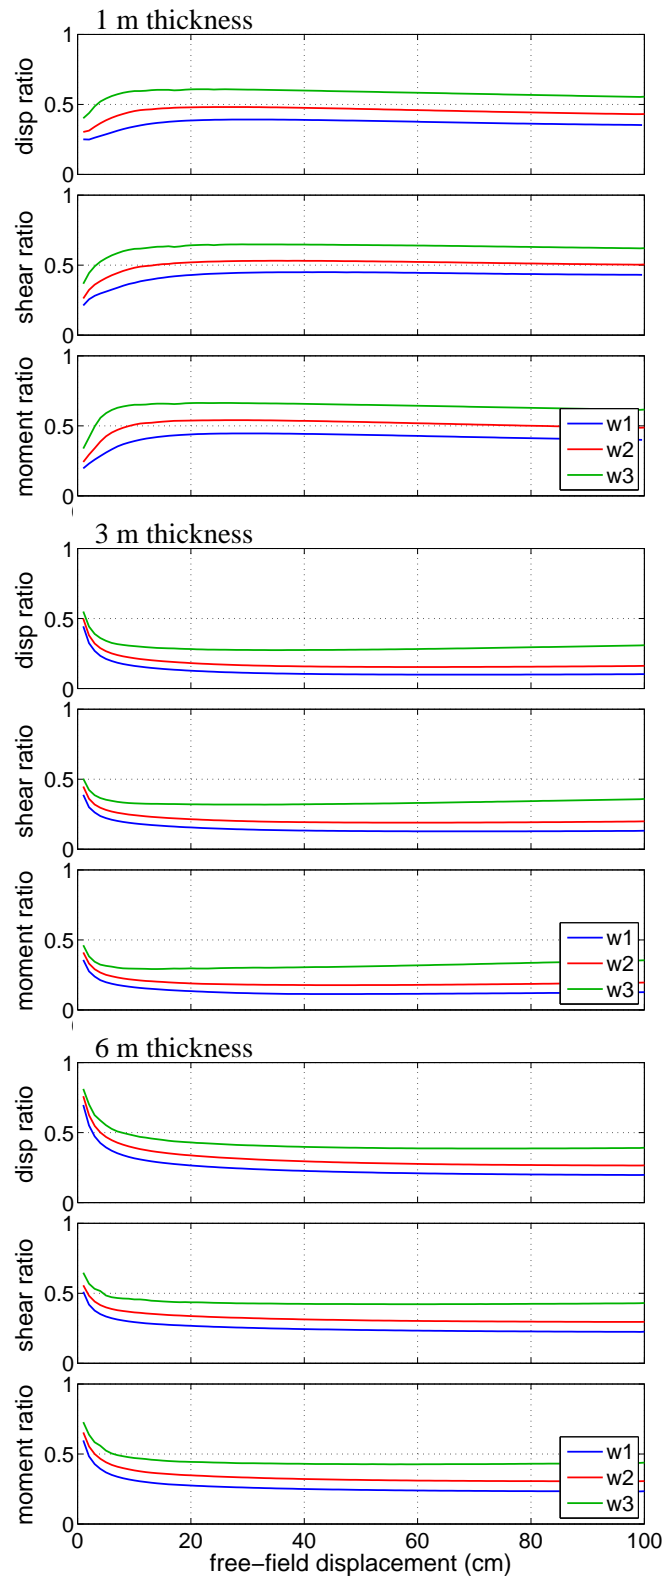 1 m thickness
1
0.5
0
disp ratio
1
0.5
0
shear ratio
1
0.5
0
moment ratio
w1
w2
w3
3 m thickness
1
0.5
0
disp ratio
1
0.5
0
shear ratio
1
0.5
0
moment ratio
w1
w2
w3
6 m thickness
1
0.5
0
disp ratio
1
0.5
0
shear ratio
1
0.5
0
moment ratio
w1
w2
w3
0 20 40 60 80 100
free-field displacement (cm)